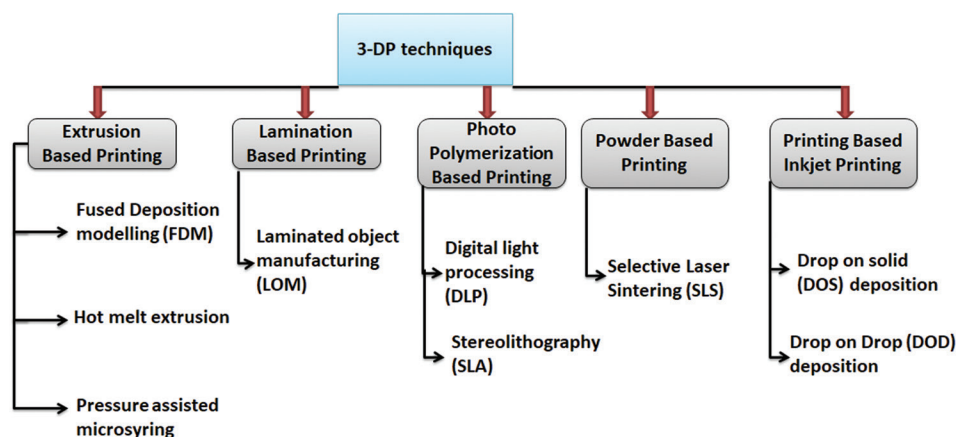 3-DP techniques
Extrusion
Based Printing
Fused Deposition
modelling (FDM)
Hot melt extrusion
Pressure assisted
microsyring
Lamination
Based Printing
Laminated object
manufacturing
(LOM)
Photo
Polymerization
Based Printing
Digital light
processing
(DLP)
Stereolithography
(SLA)
Powder Based
Printing
Selective Laser
Sintering (SLS)
Printing Based
Inkjet Printing
Drop on solid
(DOS) deposition
Drop on Drop (DOD)
deposition